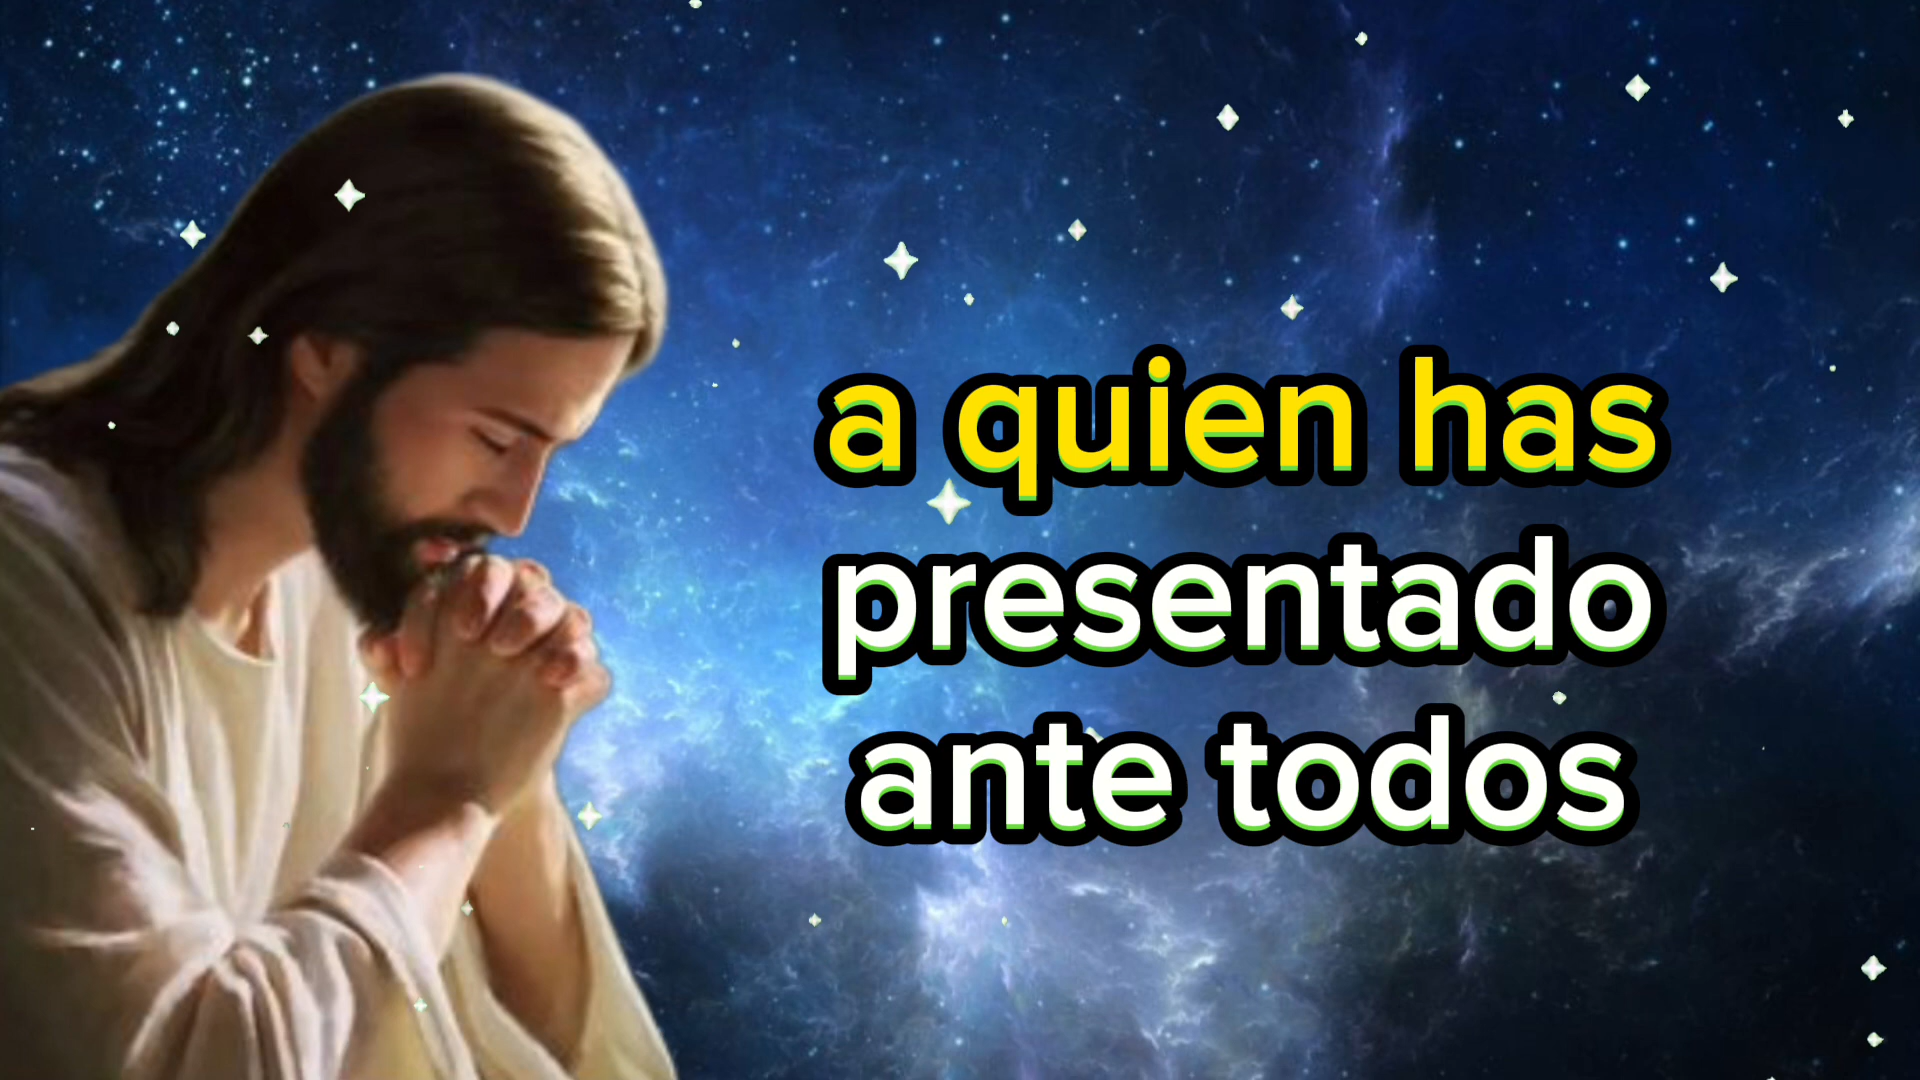 a quien has
presentado
ante todos